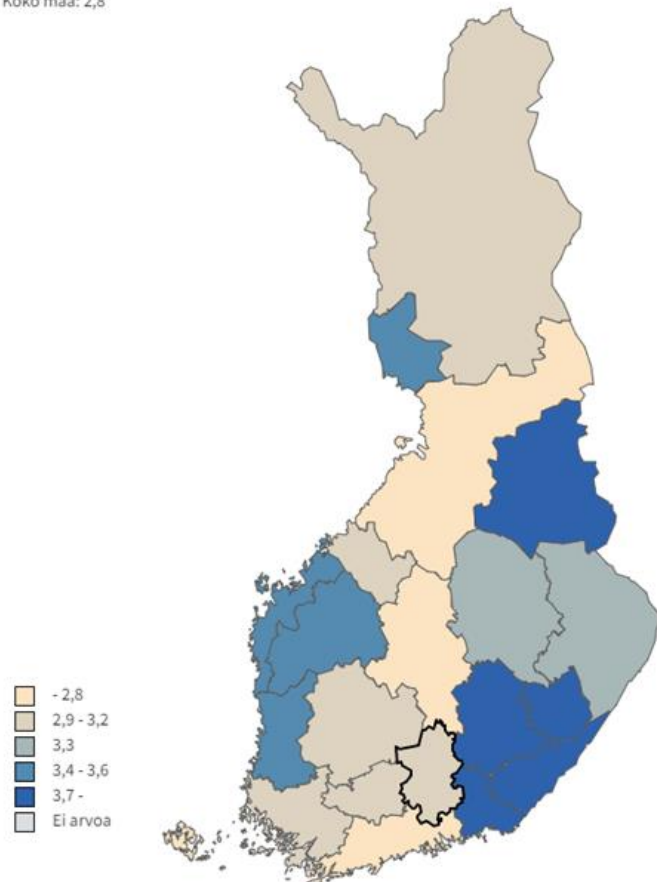 Koko maa: 2,8
- 2,8
2,9 - 3,2
3,3
3,4 - 3,6
3,7 -
Ei arvoa